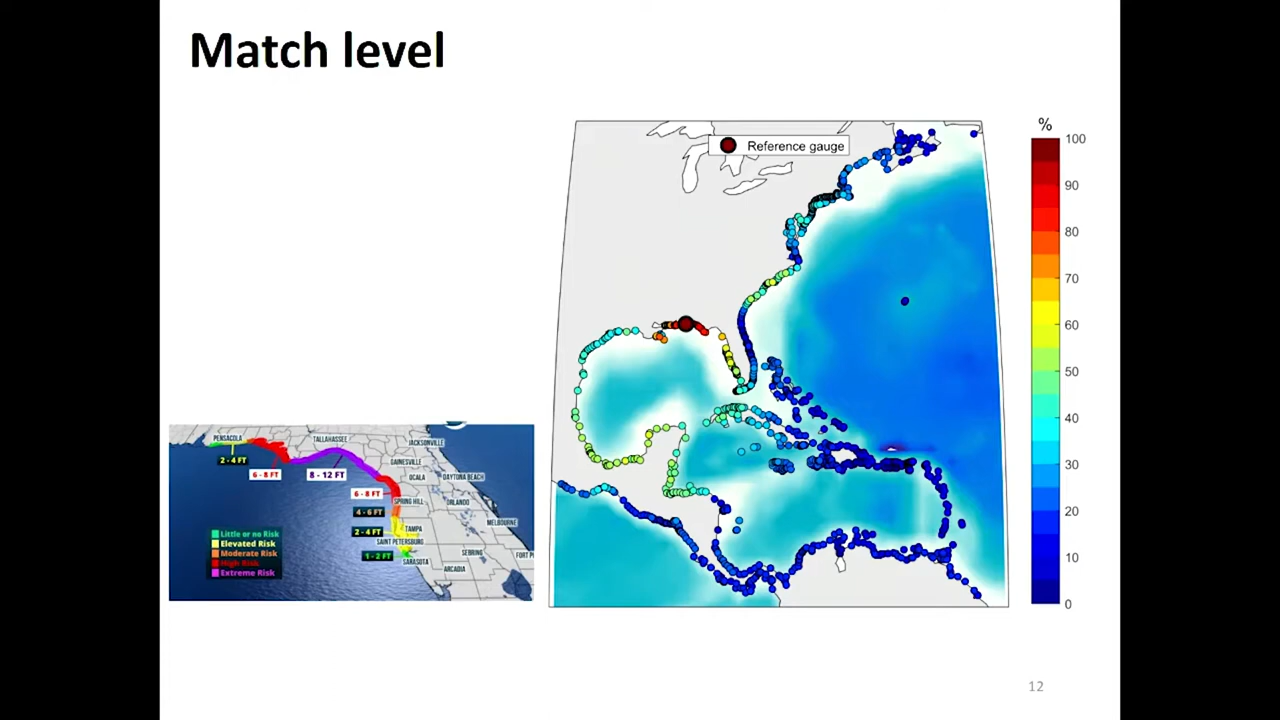 Match level
%
Reference gauge
100
90
80
70
60
50
40
30
20
10
0
PENSACOLA
TALLAHASSEE
JACKSONVILLE
2 - 4 FT
6 - 8 FT
8 - 12 FT
GAINESVILLE
OCALA
DAYTONA BEACH
6 - 8 FT
SPRING HILL
ORLANDO
4 - 6 FT
MELBOURNE
2 - 4 FT
TAMPA
SAINT PETERSBURG
1 - 2 FT
SARASOTA
SEBRING
FORT PI
ARCADIA
Little or no Risk
Elevated Risk
Moderate Risk
High Risk
Extreme Risk
12